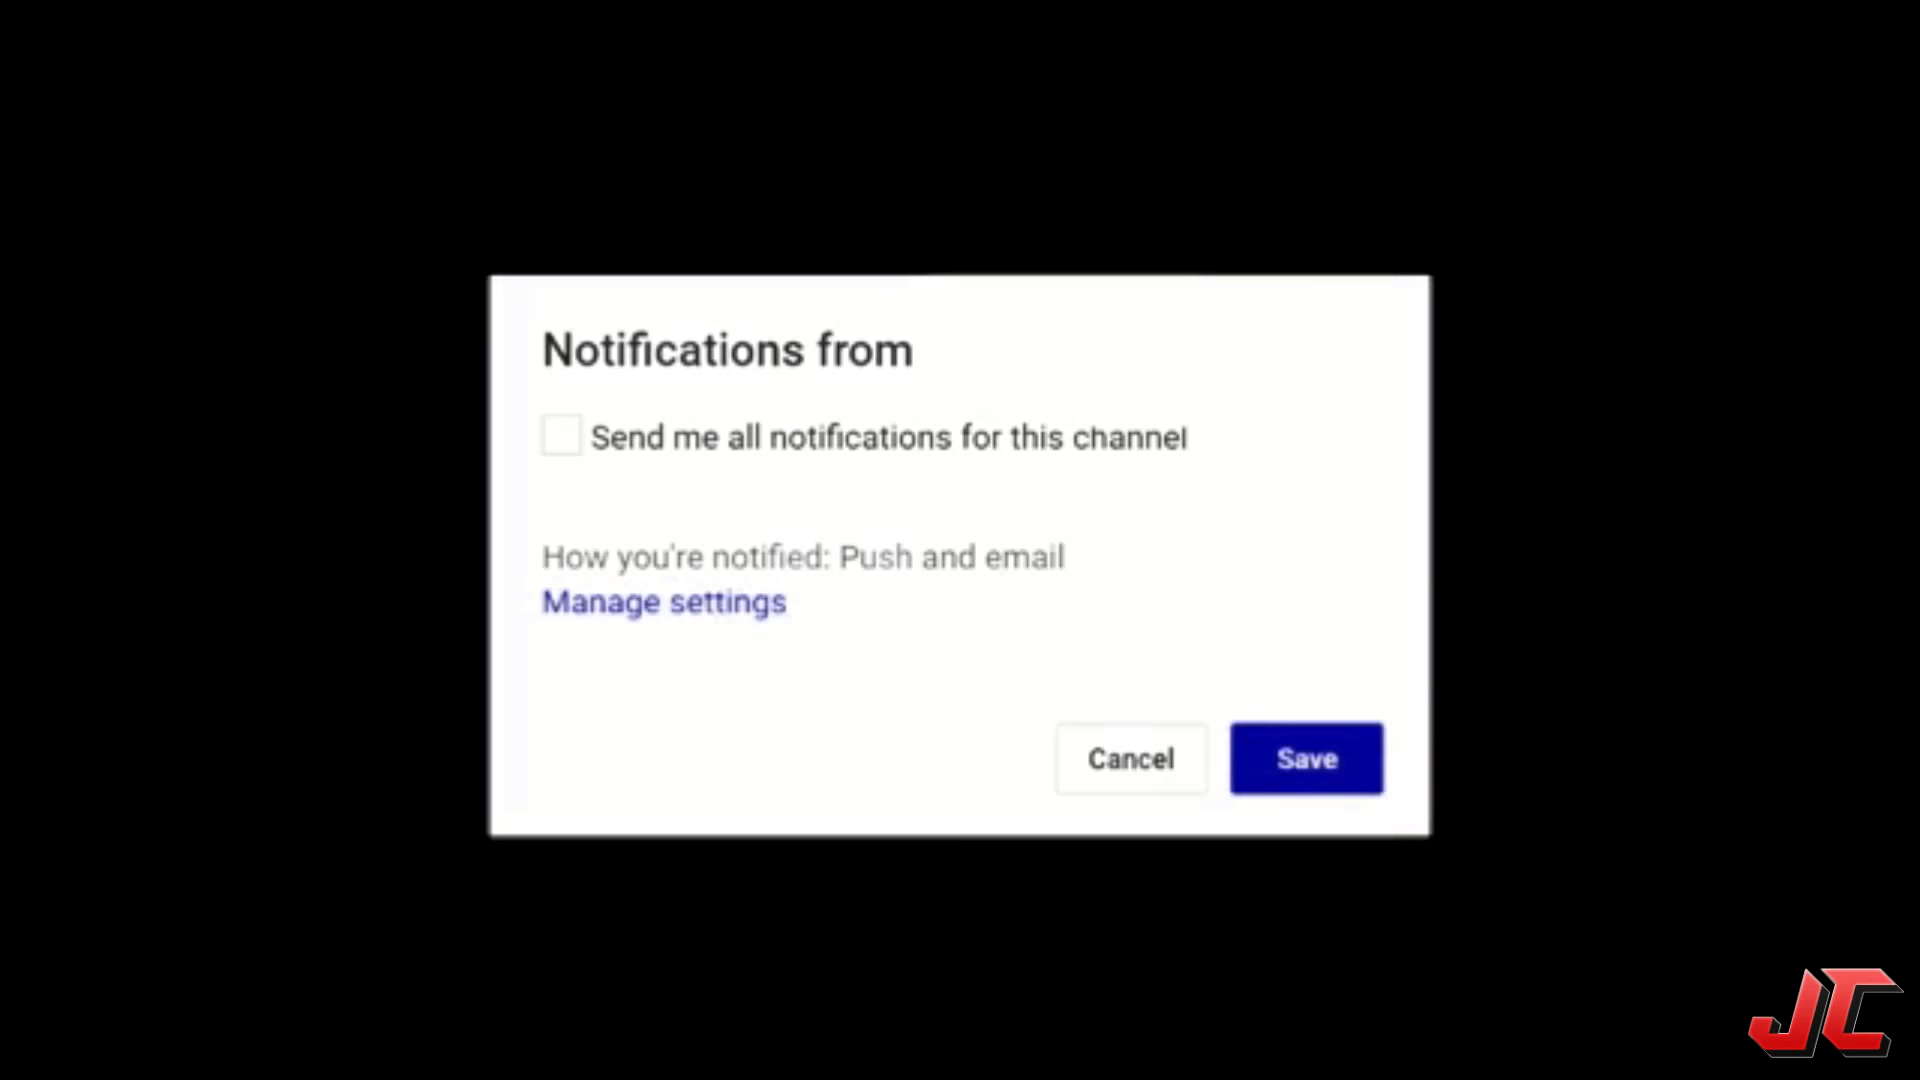 Notifications from
Send me all notifications for this channel
How you're notified: Push and email
Manage settings
Cancel
Save
JC